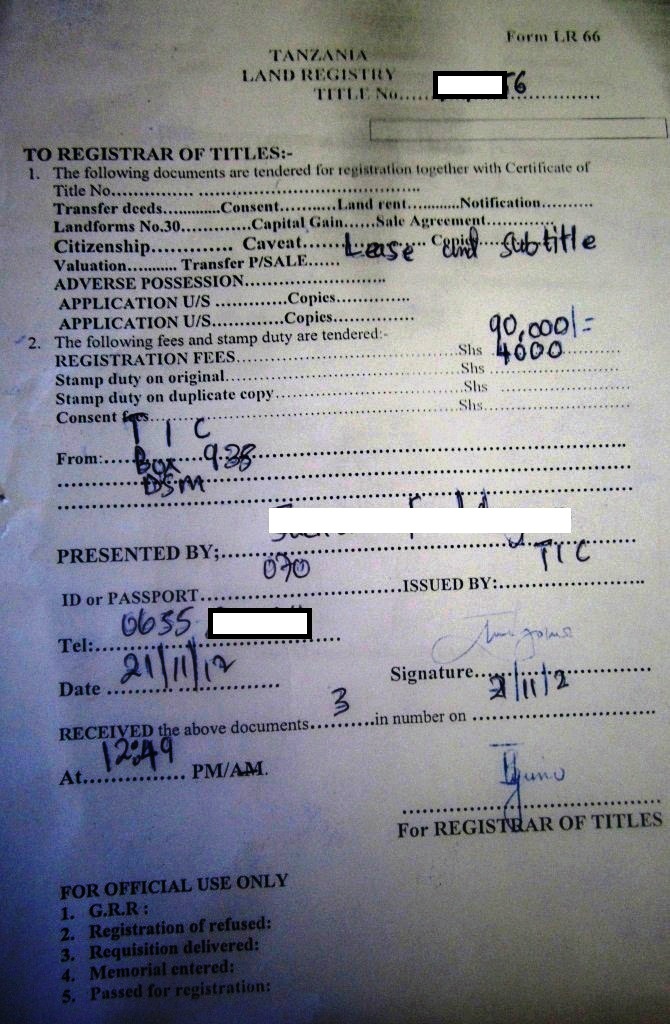 Form LR 66
TANZANIA
LAND REGISTRY
TITLE No.....56..............
TO REGISTRAR OF TITLES:-
1. The following documents are tendered for registration together with Certificate of
Title No............... ........................................
Transfer deeds............Consent..........Land rent..........Notification..........
Landforms No.30...............Capital Gain......Sale Agreement..............
Citizenship............. Caveat....... Lease and Subtitle
Valuation.......... Transfer P/SALE......
ADVERSE POSSESSION.........................
APPLICATION U/S ...............Copies.............
APPLICATION U/S...............Copies..............
2. The following fees and stamp duty are tendered:-
90,000/=
REGISTRATION FEES.................................Shs 4000
Stamp duty on original.................................Shs
Stamp duty on duplicate copy.................................Shs
Consent fees.................................Shs
T I C
From:....Box 938
DSM
PRESENTED BY;
TIC
070
ID or PASSPORT.................................ISSUED BY:.........................
Tel: 0655
Date 21/11/12
Signature
21/11/2
RECEIVED the above documents....3....in number on ..............................
At 12:49 PM/AM.
For REGISTRAR OF TITLES
FOR OFFICIAL USE ONLY
1. G.R.R :
2. Registration of refused:
3. Requisition delivered:
4. Memorial entered:
5. Passed for registration: